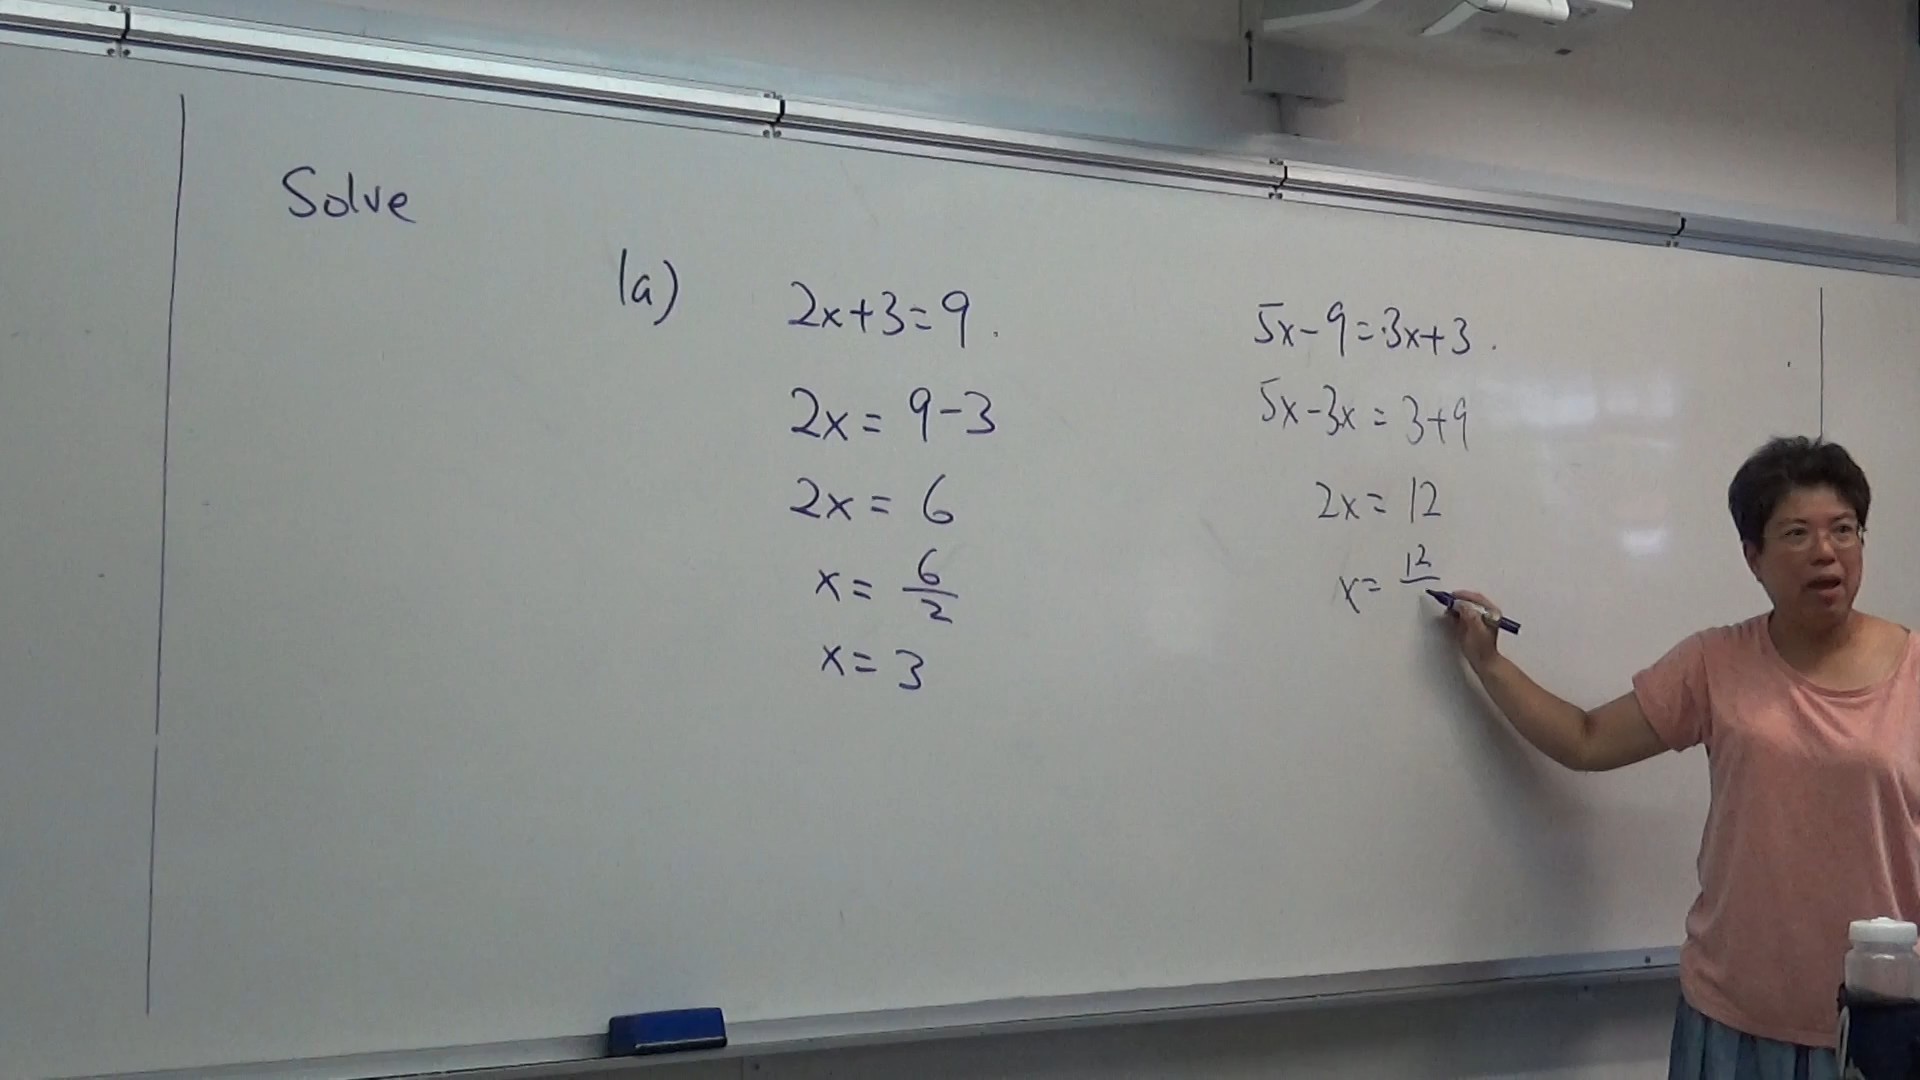 Solve
(a)
2x+3=9.
2x=9-3
2x=6
x=6/2
x=3
5x-9=3x+3.
5x-3x=3+9
2x=12
x=12/